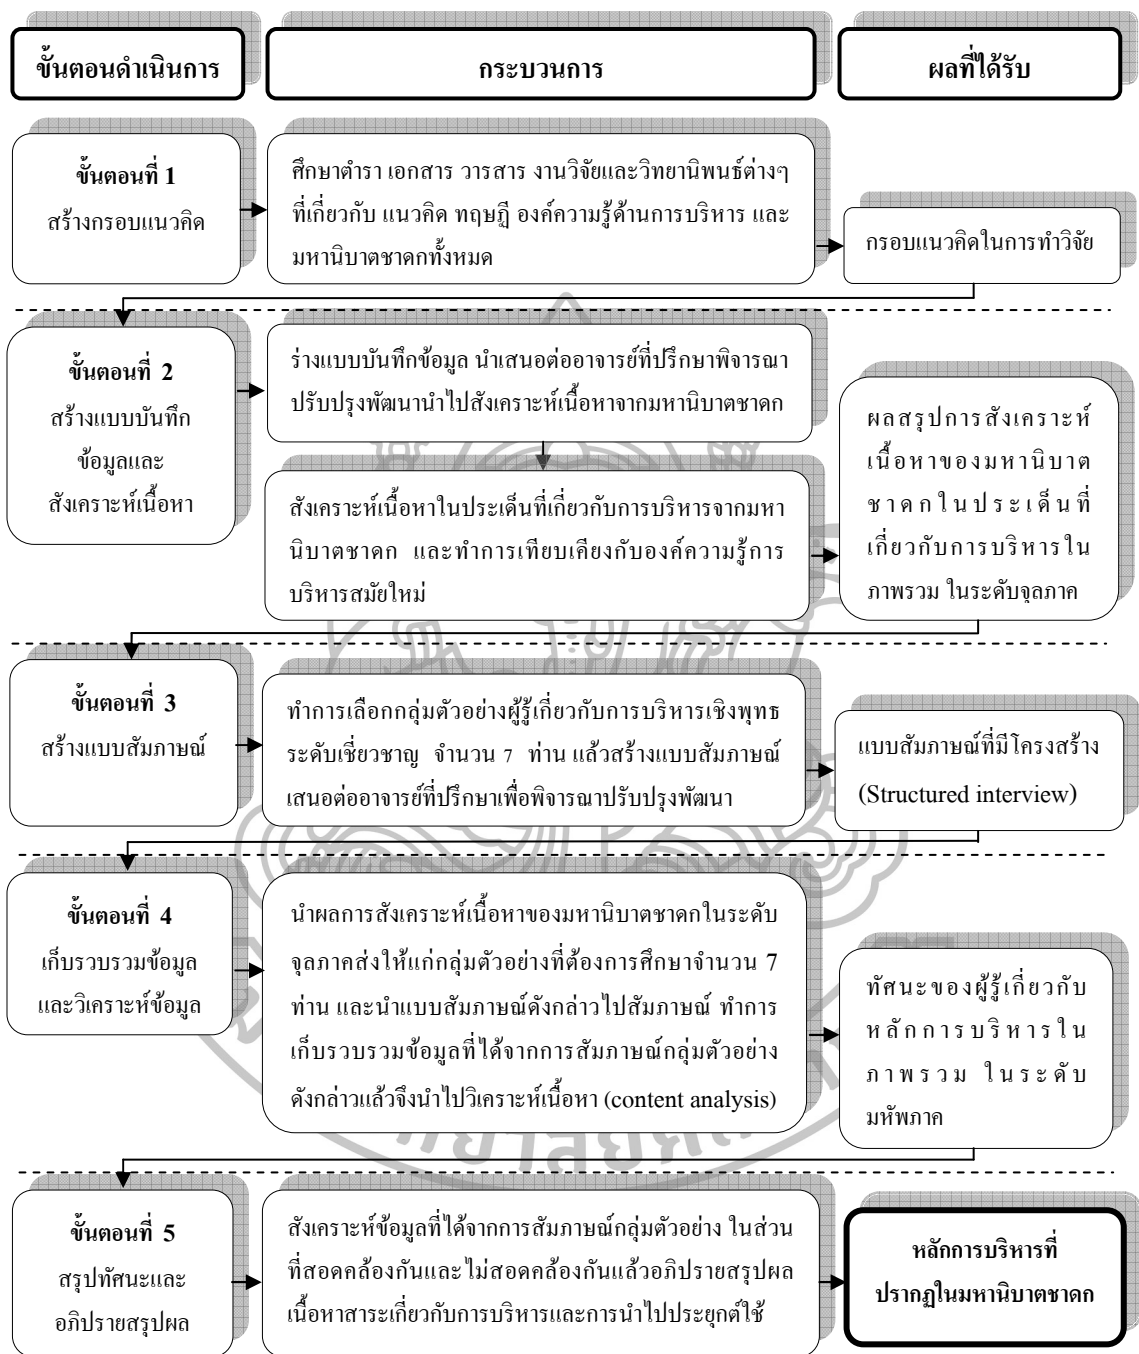 ขั้นตอนดำเนินการ
กระบวนการ
ผลที่ได้รับ
ขั้นตอนที่ 1
สร้างกรอบแนวคิด
ศึกษาตำรา เอกสาร วารสาร งานวิจัยและวิทยานิพนธ์ต่างๆ
ที่เกี่ยวกับ แนวคิด ทฤษฎี องค์ความรู้ด้านการบริหาร และ
มหานิบาตชาดกทั้งหมด
กรอบแนวคิดในการทำวิจัย
ขั้นตอนที่ 2
สร้างแบบบันทึก
ข้อมูลและ
สังเคราะห์เนื้อหา
ร่างแบบบันทึกข้อมูล นำเสนอต่ออาจารย์ที่ปรึกษาพิจารณา
ปรับปรุงพัฒนานำไปสังเคราะห์เนื้อหาจากมหานิบาตชาดก
สังเคราะห์เนื้อหาในประเด็นที่เกี่ยวกับการบริหารจากมหา
นิบาตชาดก และทำการเทียบเคียงกับองค์ความรู้การ
บริหารสมัยใหม่
ผลสรุปการสังเคราะห์
เนื้อหาของมหานิบาต
ชาดกในประเด็นที่
เกี่ยวกับการบริหารใน
ภาพรวม ในระดับจุลภาค
ขั้นตอนที่ 3
สร้างแบบสัมภาษณ์
ทำการเลือกกลุ่มตัวอย่างผู้รู้เกี่ยวกับการบริหารเชิงพุทธ
ระดับเชี่ยวชาญ จำนวน 7 ท่าน แล้วสร้างแบบสัมภาษณ์
เสนอต่ออาจารย์ที่ปรึกษาเพื่อพิจารณาปรับปรุงพัฒนา
แบบสัมภาษณ์ที่มีโครงสร้าง
(Structured interview)
ขั้นตอนที่ 4
เก็บรวบรวมข้อมูล
และวิเคราะห์ข้อมูล
นำผลการสังเคราะห์เนื้อหาของมหานิบาตชาดกในระดับ
จุลภาคส่งให้แก่กลุ่มตัวอย่างที่ต้องการศึกษาจำนวน 7
ท่าน และนำแบบสัมภาษณ์ดังกล่าวไปสัมภาษณ์ ทำการ
เก็บรวบรวมข้อมูลที่ได้จากการสัมภาษณ์กลุ่มตัวอย่าง
ดังกล่าวแล้วจึงนำไปวิเคราะห์เนื้อหา (content analysis)
ทัศนะของผู้รู้เกี่ยวกับ
หลักการบริหารใน
ภาพรวม ในระดับ
มหัพภาค
ขั้นตอนที่ 5
สรุปทัศนะและ
อภิปรายสรุปผล
สังเคราะห์ข้อมูลที่ได้จากการสัมภาษณ์กลุ่มตัวอย่าง ในส่วน
ที่สอดคล้องกันและไม่สอดคล้องกันแล้วอภิปรายสรุปผล
เนื้อหาสาระเกี่ยวกับการบริหารและการนำไปประยุกต์ใช้
หลักการบริหารที่
ปรากฏในมหานิบาตชาดก